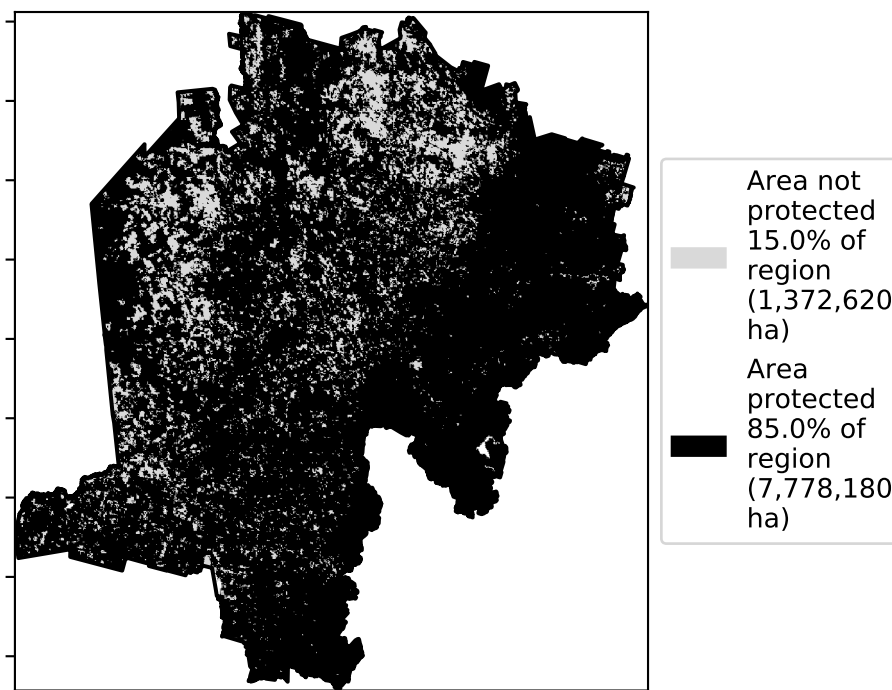 Area not
protected
15.0% of
region
(1,372,620
ha)
Area
protected
85.0% of
region
(7,778,180
ha)